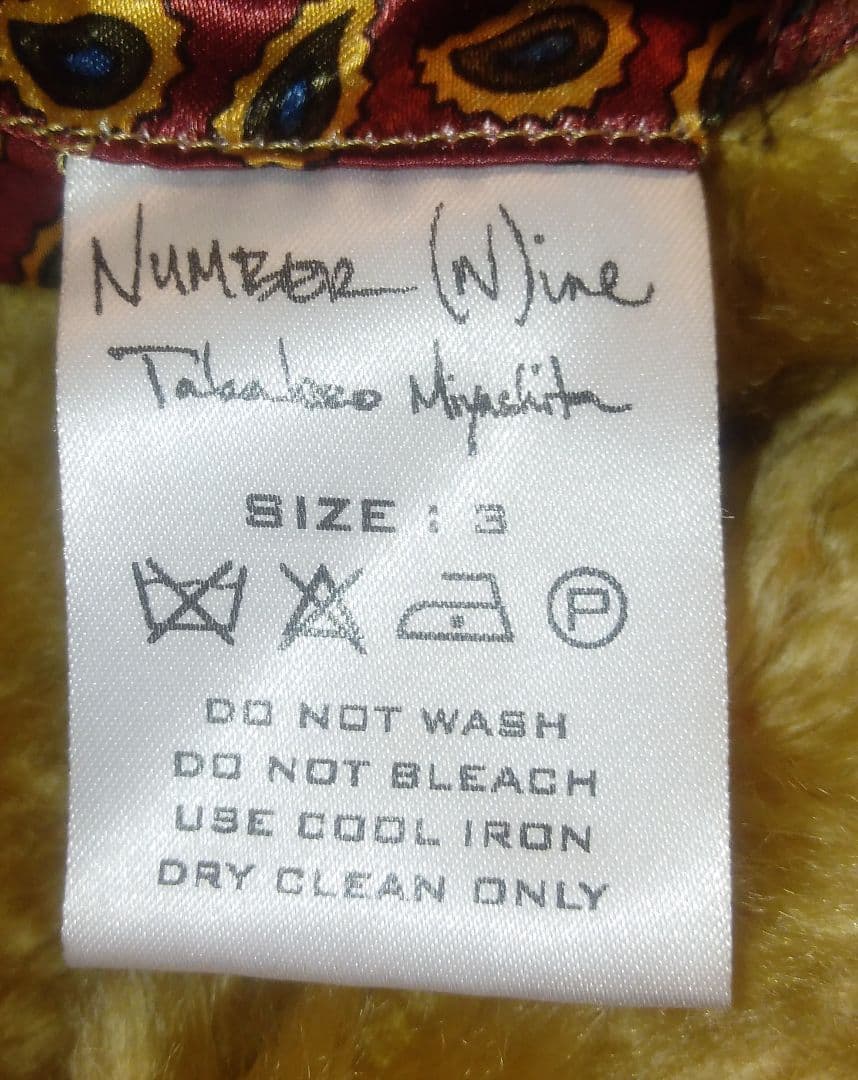 NUMBER (N)ine
Takahiro Miyashita
SIZE : 3
P
DO NOT WASH
DO NOT BLEACH
USE COOL IRON
DRY CLEAN ONLY